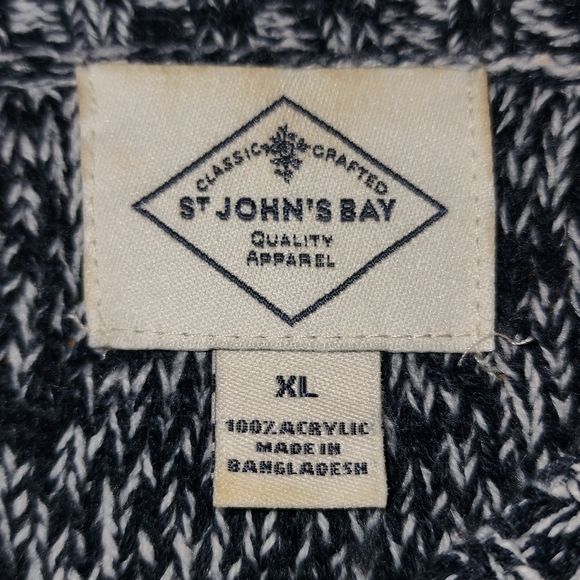 CLASSIC CRAFTED
ST JOHN'S BAY
QUALITY
APPAREL
XL
100% ACRYLIC
MADE IN
BANGLADESH